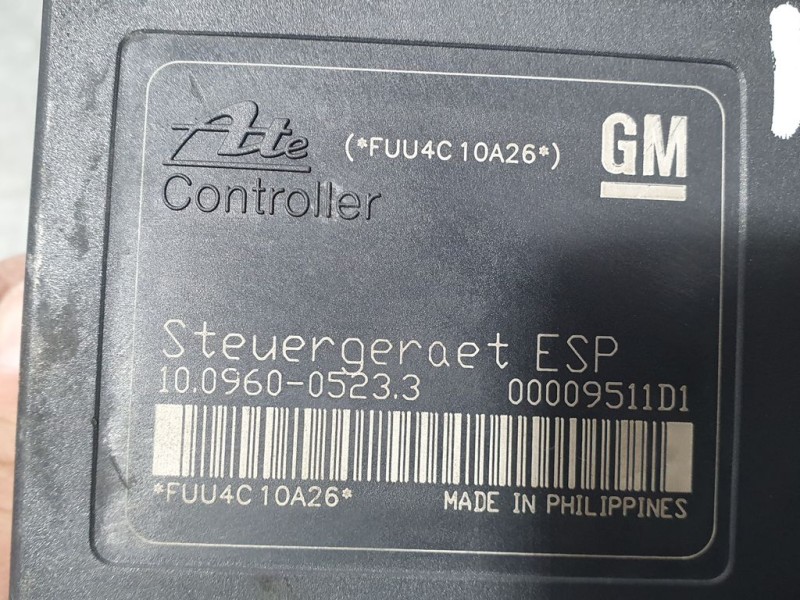 Ate (*FUU4C10A26*) GM
Controller
Steuergeraet ESP
10.0960-0523.3 00009511D1
*FUU4C10A26* MADE IN PHILIPPINES